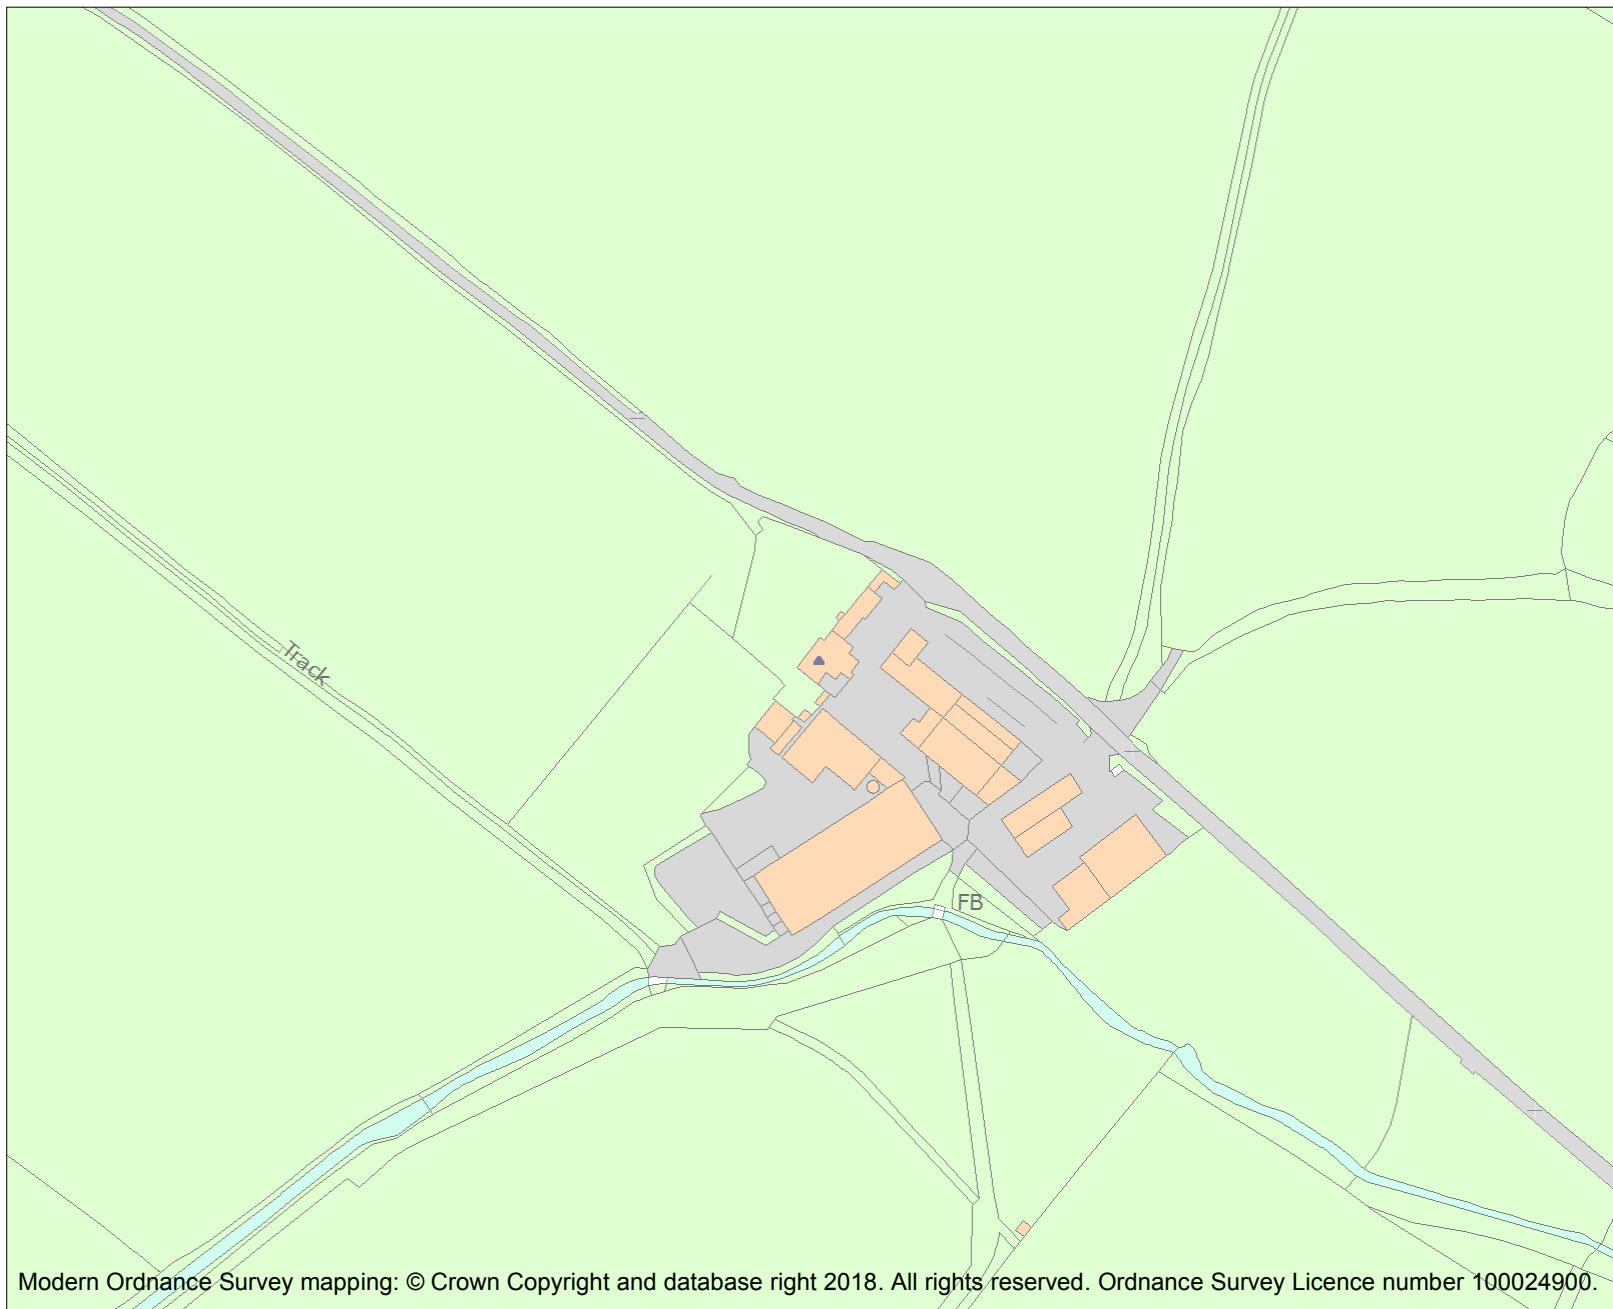 Track
FB
Modern Ordnance Survey mapping: © Crown Copyright and database right 2018. All rights reserved. Ordnance Survey Licence number 100024900.